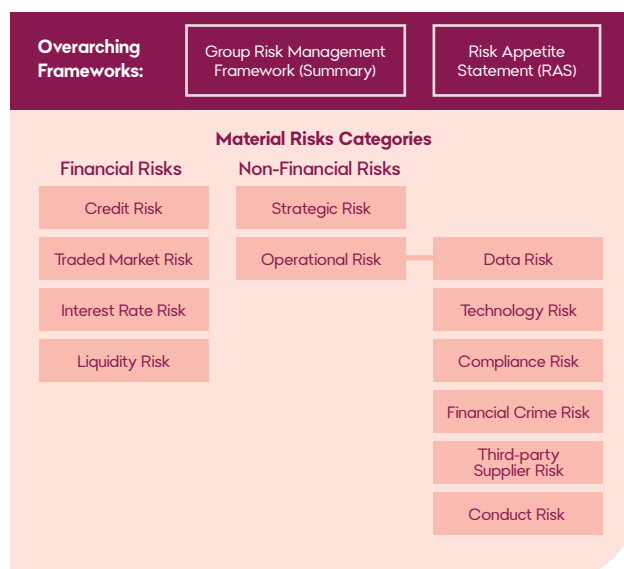 Overarching
Frameworks:
Group Risk Management
Framework (Summary)
Risk Appetite
Statement (RAS)
Material Risks Categories
Financial Risks
Credit Risk
Traded Market Risk
Interest Rate Risk
Liquidity Risk
Non-Financial Risks
Strategic Risk
Operational Risk
Data Risk
Technology Risk
Compliance Risk
Financial Crime Risk
Third-party
Supplier Risk
Conduct Risk